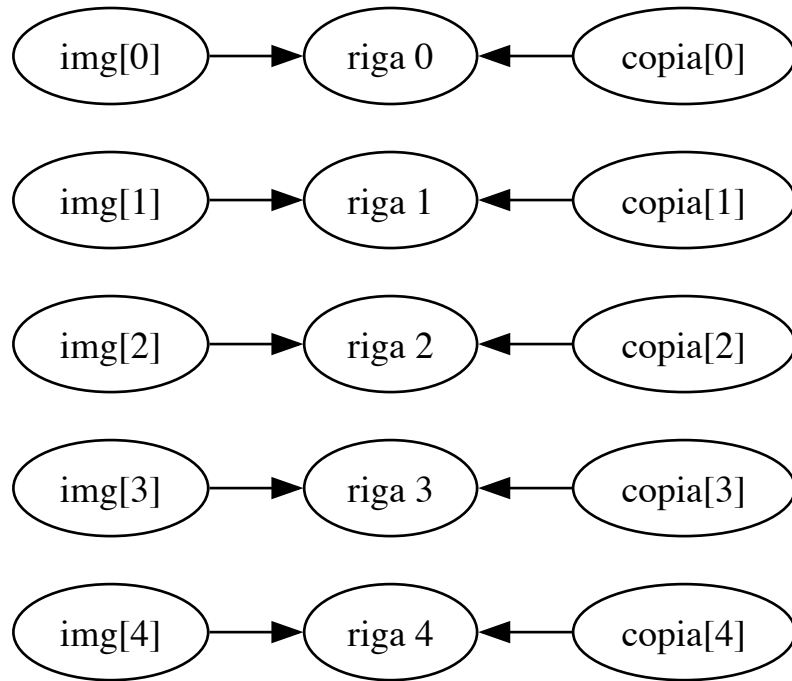 img[0] riga 0 copia[0]
img[1] riga 1 copia[1]
img[2] riga 2 copia[2]
img[3] riga 3 copia[3]
img[4] riga 4 copia[4]